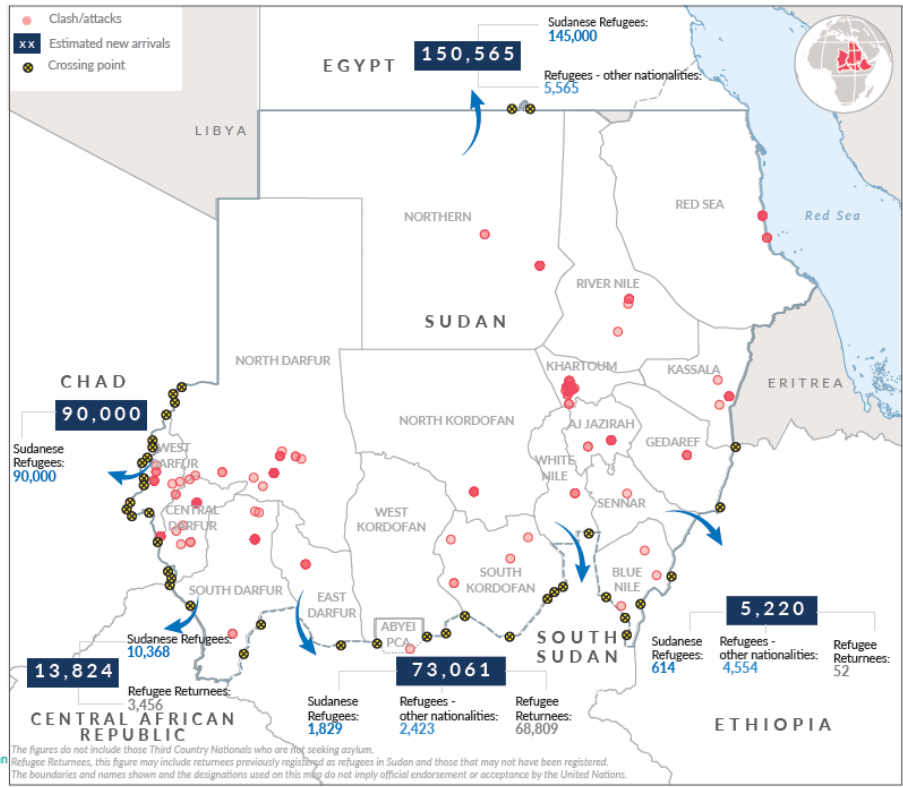 Clash/attacks
xx Estimated new arrivals
Crossing point
EGYPT
150,565
Sudanese Refugees:
145,000
Refugees - other nationalities:
5,565
LIBYA
Red Sea
NORTHERN
RED SEA
RIVER NILE
SUDAN
NORTH DARFUR
KHARTOUM
KASSALA
ERITREA
CHAD
90,000
Sudanese
Refugees:
90,000
NORTH KORDOFAN
AJ JAZIRAH
GEDAREF
WEST
DARFUR
WHITE
NILE
SENNAR
CENTRAL
DARFUR
WEST
KORDOFAN
SOUTH
KORDOFAN
BLUE
NILE
SOUTH DARFUR
EAST
DARFUR
ABYEI
PCA
SOUTH
SUDAN
5,220
Sudanese
Refugees:
614
Refugees -
other nationalities:
4,554
Refugee
Returnees:
52
Sudanese Refugees:
10,368
13,824
Refugee Returnees:
3,456
73,061
Sudanese
Refugees:
1,829
Refugees -
other nationalities:
2,423
Refugee
Returnees:
68,809
CENTRAL AFRICAN
REPUBLIC
ETHIOPIA
The figures do not include those Third Country Nationals who are not seeking asylum.
Refugee Returnees, this figure may include returnees previously registered as refugees in Sudan and those that may not have been registered.
The boundaries and names shown and the designations used on this map do not imply official endorsement or acceptance by the United Nations.